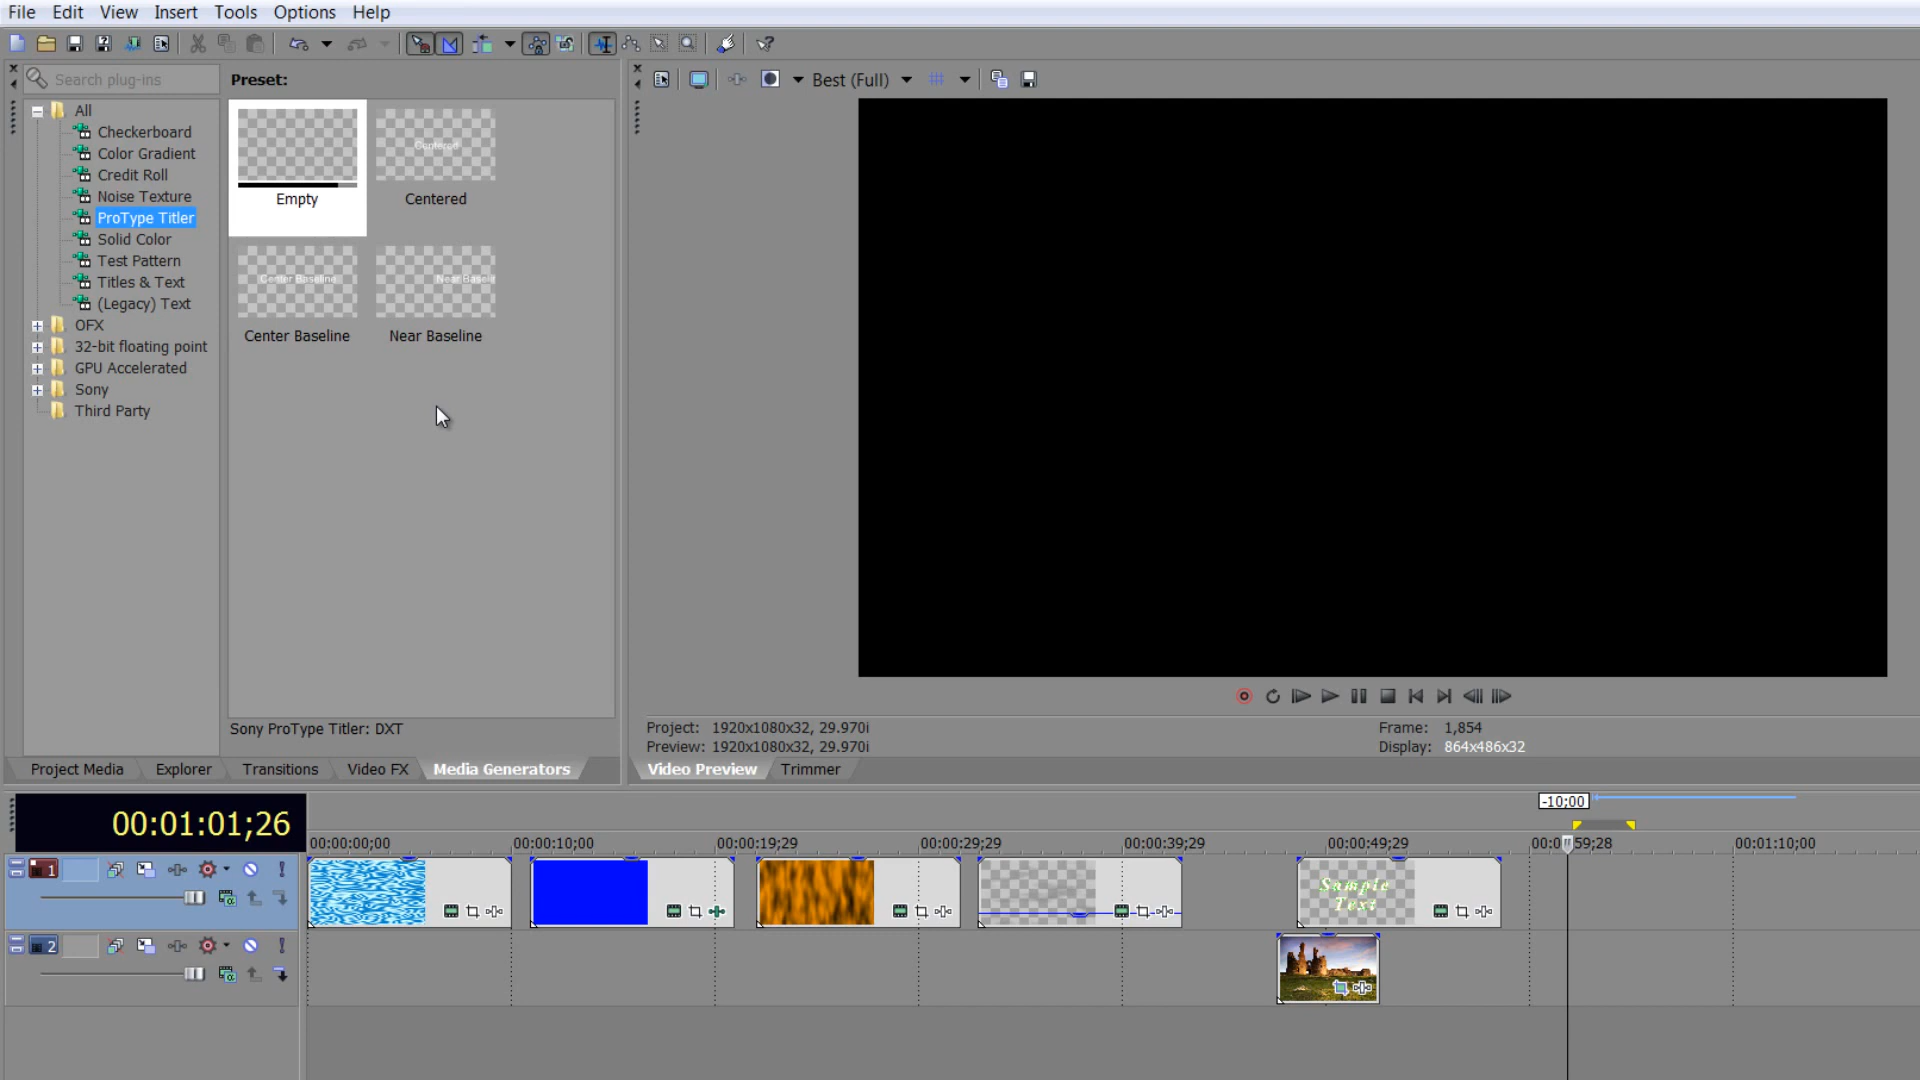 File Edit View Insert Tools Options Help
Search plug-ins
Preset:
Best (Full)
All
Checkerboard
Color Gradient
Credit Roll
Noise Texture
ProType Titler
Solid Color
Test Pattern
Titles & Text
(Legacy) Text
OFX
32-bit floating point
GPU Accelerated
Sony
Third Party
Empty
Centered
Centered
Center Baseline
Center Baseline
Near Baseline
Sony ProType Titler: DXT
Project: 1920x1080x32, 29.970i
Preview: 1920x1080x32, 29.970i
Frame: 1,854
Display: 864x486x32
Project Media Explorer Transitions Video FX Media Generators
Video Preview Trimmer
00:01:01;26
-10;00
00:00:00;00 00:00:10;00 00:00:19;29 00:00:29;29 00:00:39;29 00:00:49;29 00:0 59;28 00:01:10;00
1
2
Sample
Text